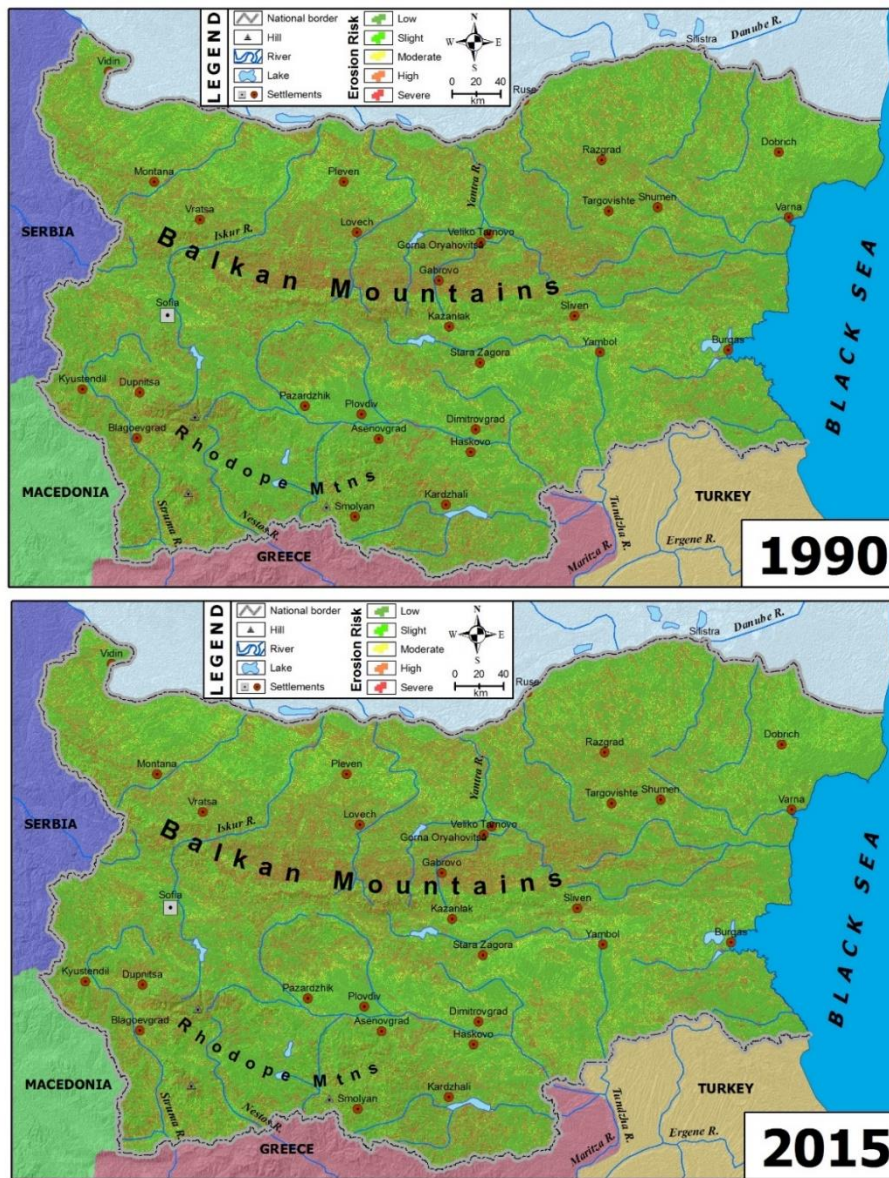 LEGEND
National border
Hill
River
Lake
Settlements
Erosion Risk
Low
Slight
Moderate
High
Severe
N
W E
S
0 20 40
km
Silistra
Danube R.
Vidin
Ruse
Dobrich
Razgrad
Montana
Pleven
Yantra R.
Vratsa
Targovishte
Shumen
Varna
SERBIA
Iskur R.
Lovech
Veliko Tarnovo
Gorna Oryahovitsa
Balkan Mountains
Gabrovo
Sofia
Kazanlak
Sliven
BLACK SEA
Stara Zagora
Yambol
Burgas
Kyustendil
Dupnitsa
Pazardzhik
Plovdiv
Blagoevgrad
Asenovgrad
Dimitrovgrad
Haskovo
Rhodope Mtns
MACEDONIA
Struma R.
Nestos R.
Smolyan
Kardzhali
TURKEY
GREECE
Maritza R.
Tundzha R.
Ergene R.
1990
LEGEND
National border
Hill
River
Lake
Settlements
Erosion Risk
Low
Slight
Moderate
High
Severe
N
W E
S
0 20 40
km
Silistra
Danube R.
Vidin
Ruse
Dobrich
Razgrad
Montana
Pleven
Yantra R.
Vratsa
Targovishte
Shumen
Varna
SERBIA
Iskur R.
Lovech
Veliko Tarnovo
Gorna Oryahovitsa
Balkan Mountains
Gabrovo
Sofia
Kazanlak
Sliven
BLACK SEA
Stara Zagora
Yambol
Burgas
Kyustendil
Dupnitsa
Pazardzhik
Plovdiv
Blagoevgrad
Asenovgrad
Dimitrovgrad
Haskovo
Rhodope Mtns
MACEDONIA
Struma R.
Nestos R.
Smolyan
Kardzhali
TURKEY
GREECE
Maritza R.
Tundzha R.
Ergene R.
2015